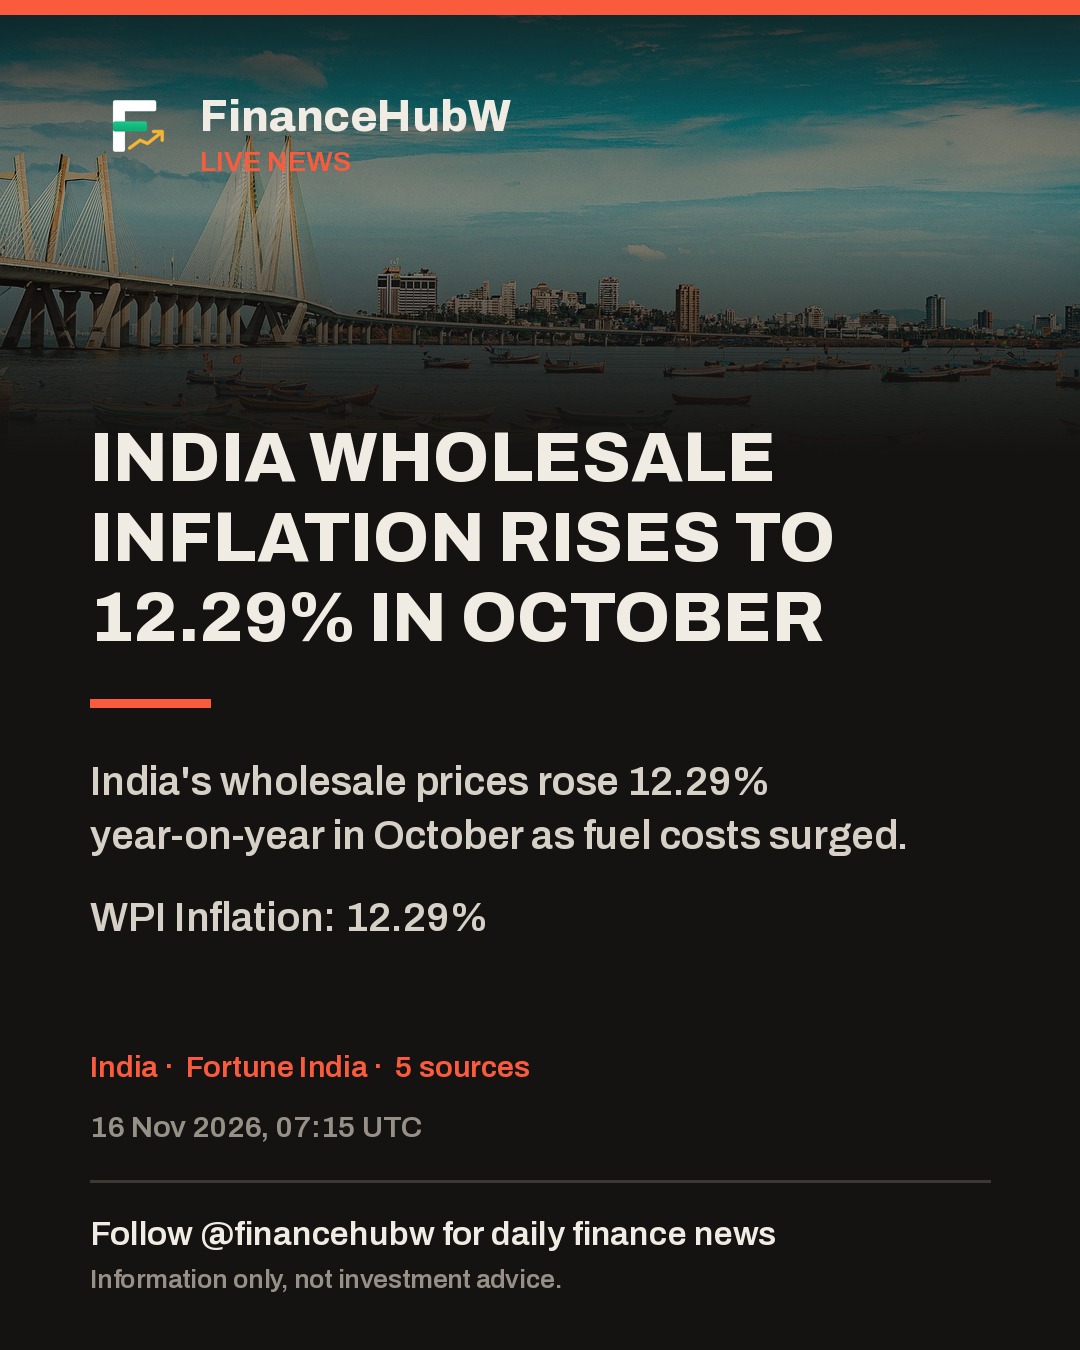 FinanceHubW
LIVE NEWS
INDIA WHOLESALE
INFLATION RISES TO
12.29% IN OCTOBER
India's wholesale prices rose 12.29%
year-on-year in October as fuel costs surged.
WPI Inflation: 12.29%
India · Fortune India · 5 sources
16 Nov 2026, 07:15 UTC
Follow @financehubw for daily finance news
Information only, not investment advice.